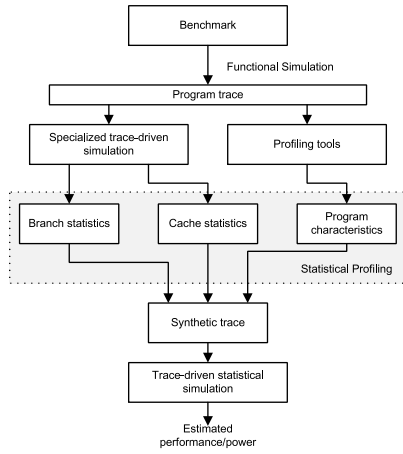 Benchmark
Functional Simulation
Program trace
Specialized trace-driven
simulation
Profiling tools
Branch statistics
Cache statistics
Program
characteristics
Statistical Profiling
Synthetic trace
Trace-driven statistical
simulation
Estimated
performance/power